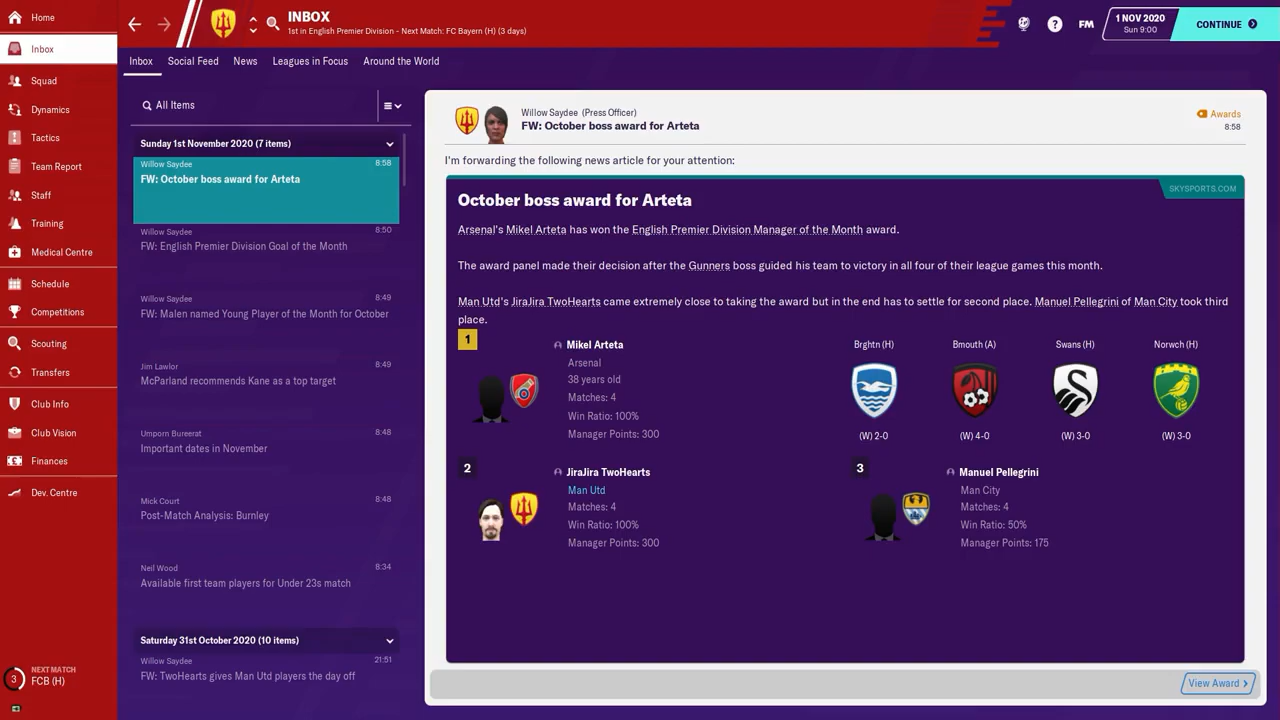 Home
Inbox
Squad
Dynamics
Tactics
Team Report
Staff
Training
Medical Centre
Schedule
Competitions
Scouting
Transfers
Club Info
Club Vision
Finances
Dev. Centre
3
NEXT MATCH
FCB (H)
INBOX
1st in English Premier Division - Next Match: FC Bayern (H) (3 days)
?
FM
1 NOV 2020
Sun 9:00
CONTINUE
Inbox Social Feed News Leagues in Focus Around the World
All Items
Sunday 1st November 2020 (7 items)
Willow Saydee 8:58
FW: October boss award for Arteta
Willow Saydee 8:50
FW: English Premier Division Goal of the Month
Willow Saydee 8:49
FW: Malen named Young Player of the Month for October
Jim Lawlor 8:49
McParland recommends Kane as a top target
Umporn Bureerat 8:48
Important dates in November
Mick Court 8:48
Post-Match Analysis: Burnley
Neil Wood 8:34
Available first team players for Under 23s match
Saturday 31st October 2020 (10 items)
Willow Saydee 21:51
FW: TwoHearts gives Man Utd players the day off
Willow Saydee (Press Officer)
FW: October boss award for Arteta
Awards
8:58
I'm forwarding the following news article for your attention:
SKYSPORTS.COM
October boss award for Arteta
Arsenal's Mikel Arteta has won the English Premier Division Manager of the Month award.
The award panel made their decision after the Gunners boss guided his team to victory in all four of their league games this month.
Man Utd's JiraJira TwoHearts came extremely close to taking the award but in the end has to settle for second place. Manuel Pellegrini of Man City took third
place.
1
Mikel Arteta
Arsenal
38 years old
Matches: 4
Win Ratio: 100%
Manager Points: 300
Brghtn (H) Bmouth (A) Swans (H) Norwch (H)
(W) 2-0 (W) 4-0 (W) 3-0 (W) 3-0
2
JiraJira TwoHearts
Man Utd
Matches: 4
Win Ratio: 100%
Manager Points: 300
3
Manuel Pellegrini
Man City
Matches: 4
Win Ratio: 50%
Manager Points: 175
View Award